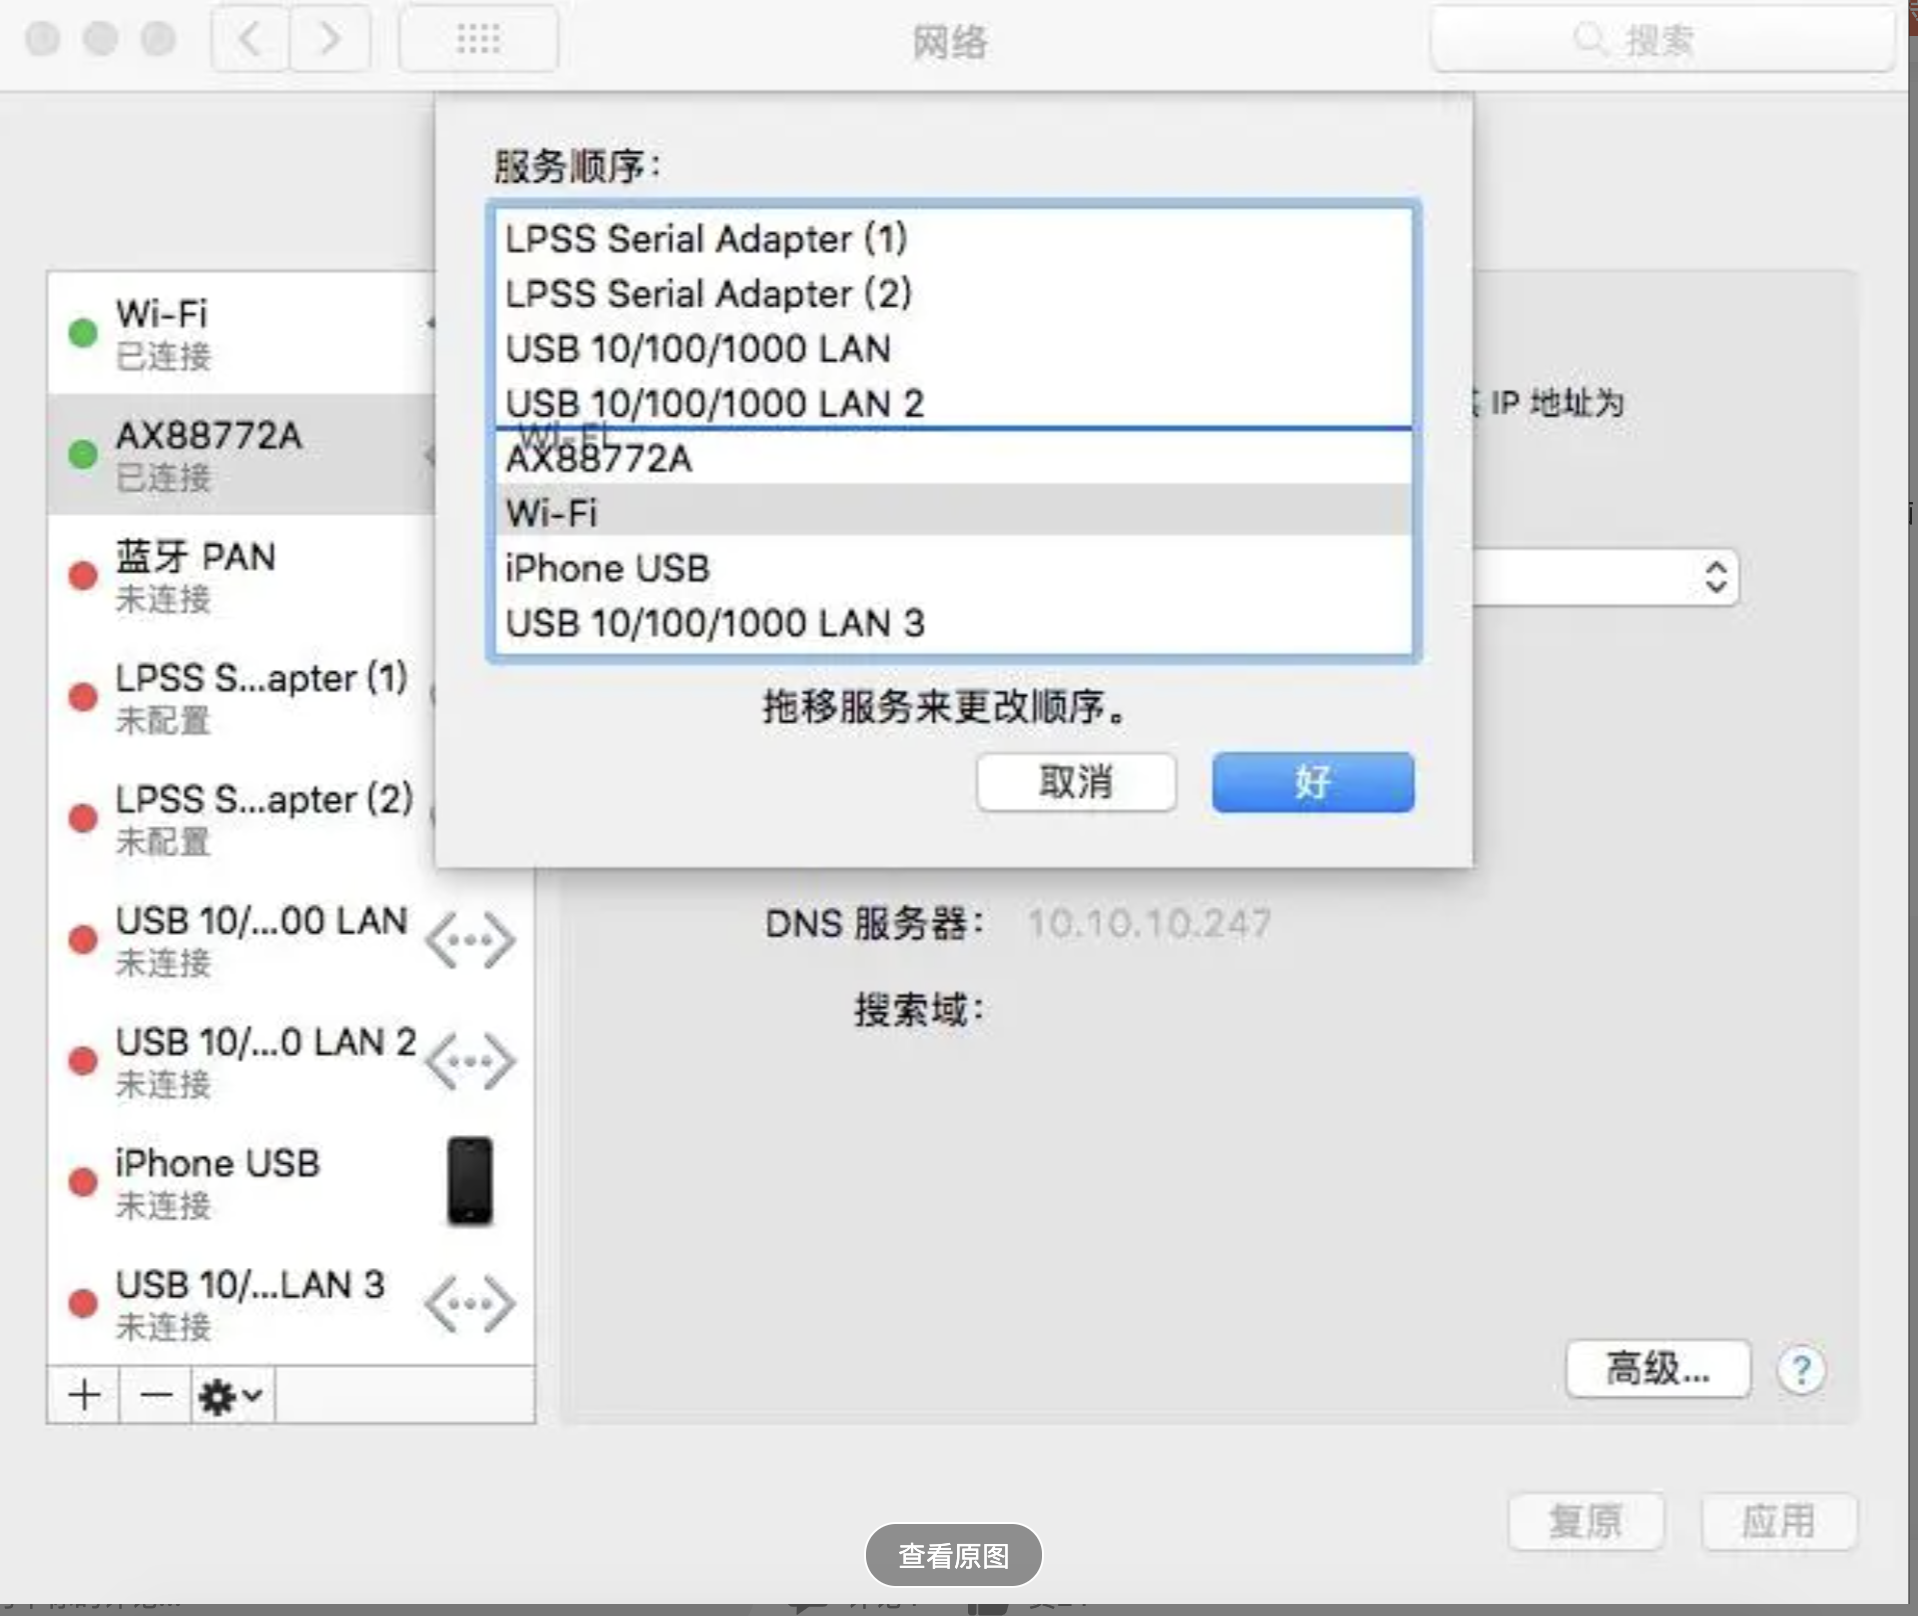 网络
搜索
服务顺序：
LPSS Serial Adapter (1)
LPSS Serial Adapter (2)
USB 10/100/1000 LAN
USB 10/100/1000 LAN 2
Wi-Fi
AX88772A
Wi-Fi
iPhone USB
USB 10/100/1000 LAN 3
拖移服务来更改顺序。
取消
好
Wi-Fi
已连接
AX88772A
已连接
蓝牙 PAN
未连接
LPSS S...apter (1)
未配置
LPSS S...apter (2)
未配置
USB 10/...00 LAN
未连接
USB 10/...0 LAN 2
未连接
iPhone USB
未连接
USB 10/...LAN 3
未连接
IP 地址为
DNS 服务器： 10.10.10.247
搜索域：
高级... ?
复原
应用
查看原图